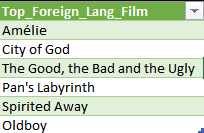 Top_Foreign_Lang_Film
Amélie
City of God
The Good, the Bad and the Ugly
Pan's Labyrinth
Spirited Away
Oldboy